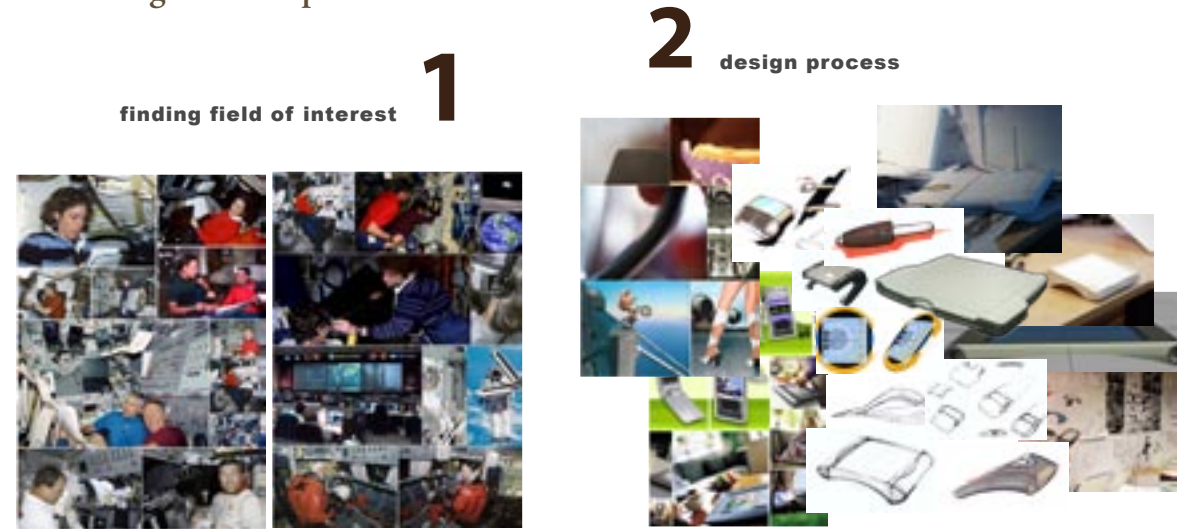 1
finding field of interest
2
design process